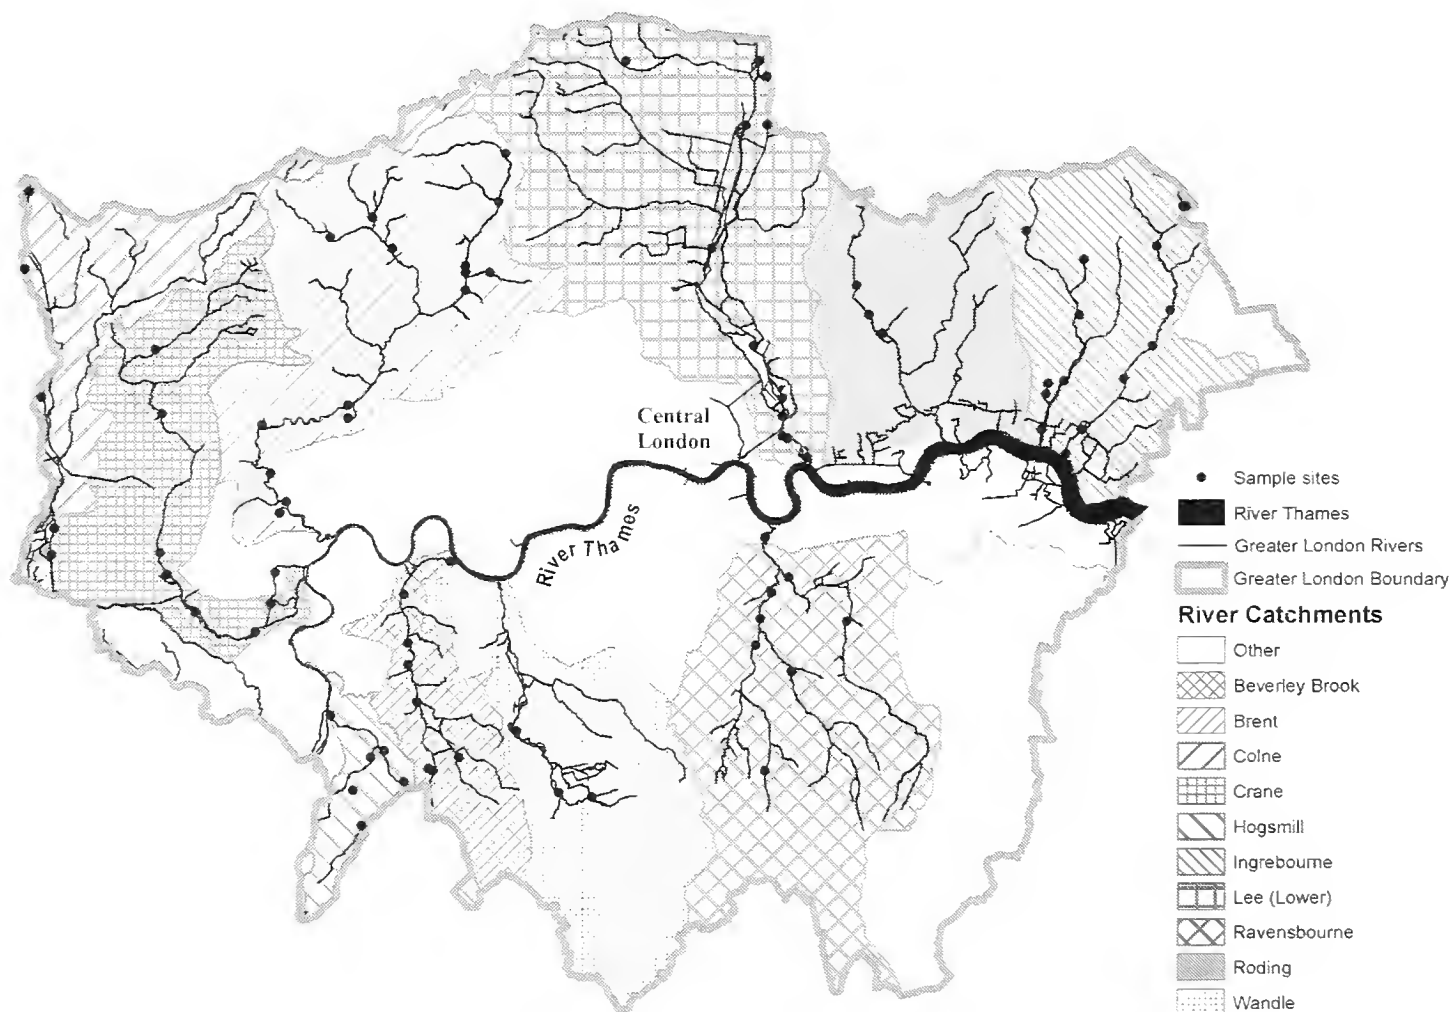 Central
London
River Thames
Sample sites
River Thames
Greater London Rivers
Greater London Boundary
River Catchments
Other
Beverley Brook
Brent
Colne
Crane
Hogsmill
Ingrebourne
Lee (Lower)
Ravensbourne
Roding
Wandle